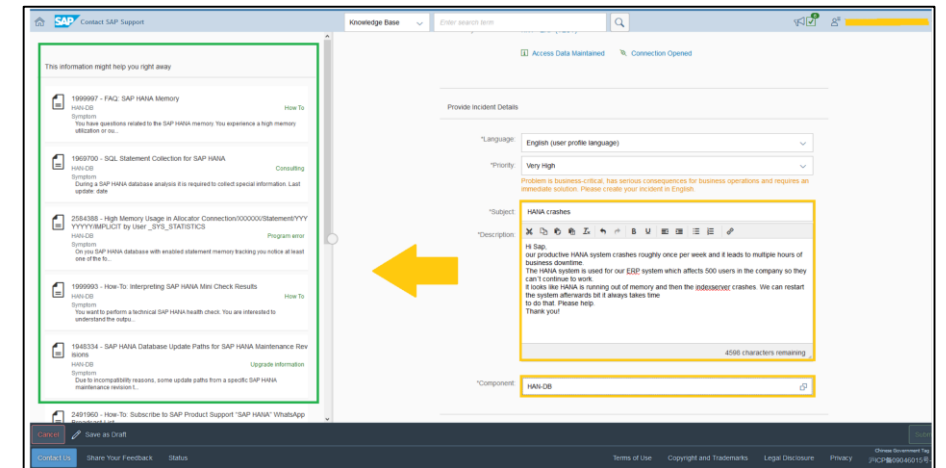 SAP Contact SAP Support
Knowledge Base
Enter search term
This information might help you right away
1999997 - FAQ: SAP HANA Memory
HAN-DB How To
Symptom
You have questions related to the SAP HANA memory You experience a high memory
utilization or ou...
1969700 - SQL Statement Collection for SAP HANA
HAN-DB Consulting
Symptom
During a SAP HANA database analysis it is required to collect special information. Last
update: date
2584388 - High Memory Usage in Allocator Connection/XXXXXX/Statement/YYY
YYYYY/IMPLICIT by User _SYS_STATISTICS
HAN-DB Program error
Symptom
On you SAP HANA database with enabled statement memory tracking you notice at least
one of the fo...
1999993 - How-To: Interpreting SAP HANA Mini Check Results
HAN-DB How To
Symptom
You want to perform a technical SAP HANA health check. You are interested to
understand the outpu...
1948334 - SAP HANA Database Update Paths for SAP HANA Maintenance Rev
isions
HAN-DB Upgrade information
Symptom
Due to incompatibility reasons, some update paths from a specific SAP HANA
maintenance revision t...
2491960 - How-To: Subscribe to SAP Product Support "SAP HANA" WhatsApp
Access Data Maintained Connection Opened
Provide Incident Details
*Language: English (user profile language)
*Priority: Very High
Problem is business-critical, has serious consequences for business operations and requires an
immediate solution. Please create your incident in English.
*Subject: HANA crashes
*Description:
B U
Hi Sap,
our productive HANA system crashes roughly once per week and it leads to multiple hours of
business downtime.
The HANA system is used for our ERP system which affects 500 users in the company so they
can't continue to work.
It looks like HANA is running out of memory and then the indexserver crashes. We can restart
the system afterwards bit it always takes time
to do that. Please help.
Thank you!
4596 characters remaining
*Component: HAN-DB
Cancel Save as Draft
Contact Us Share Your Feedback Status Terms of Use Copyright and Trademarks Legal Disclosure Privacy
Chinese Government Tag